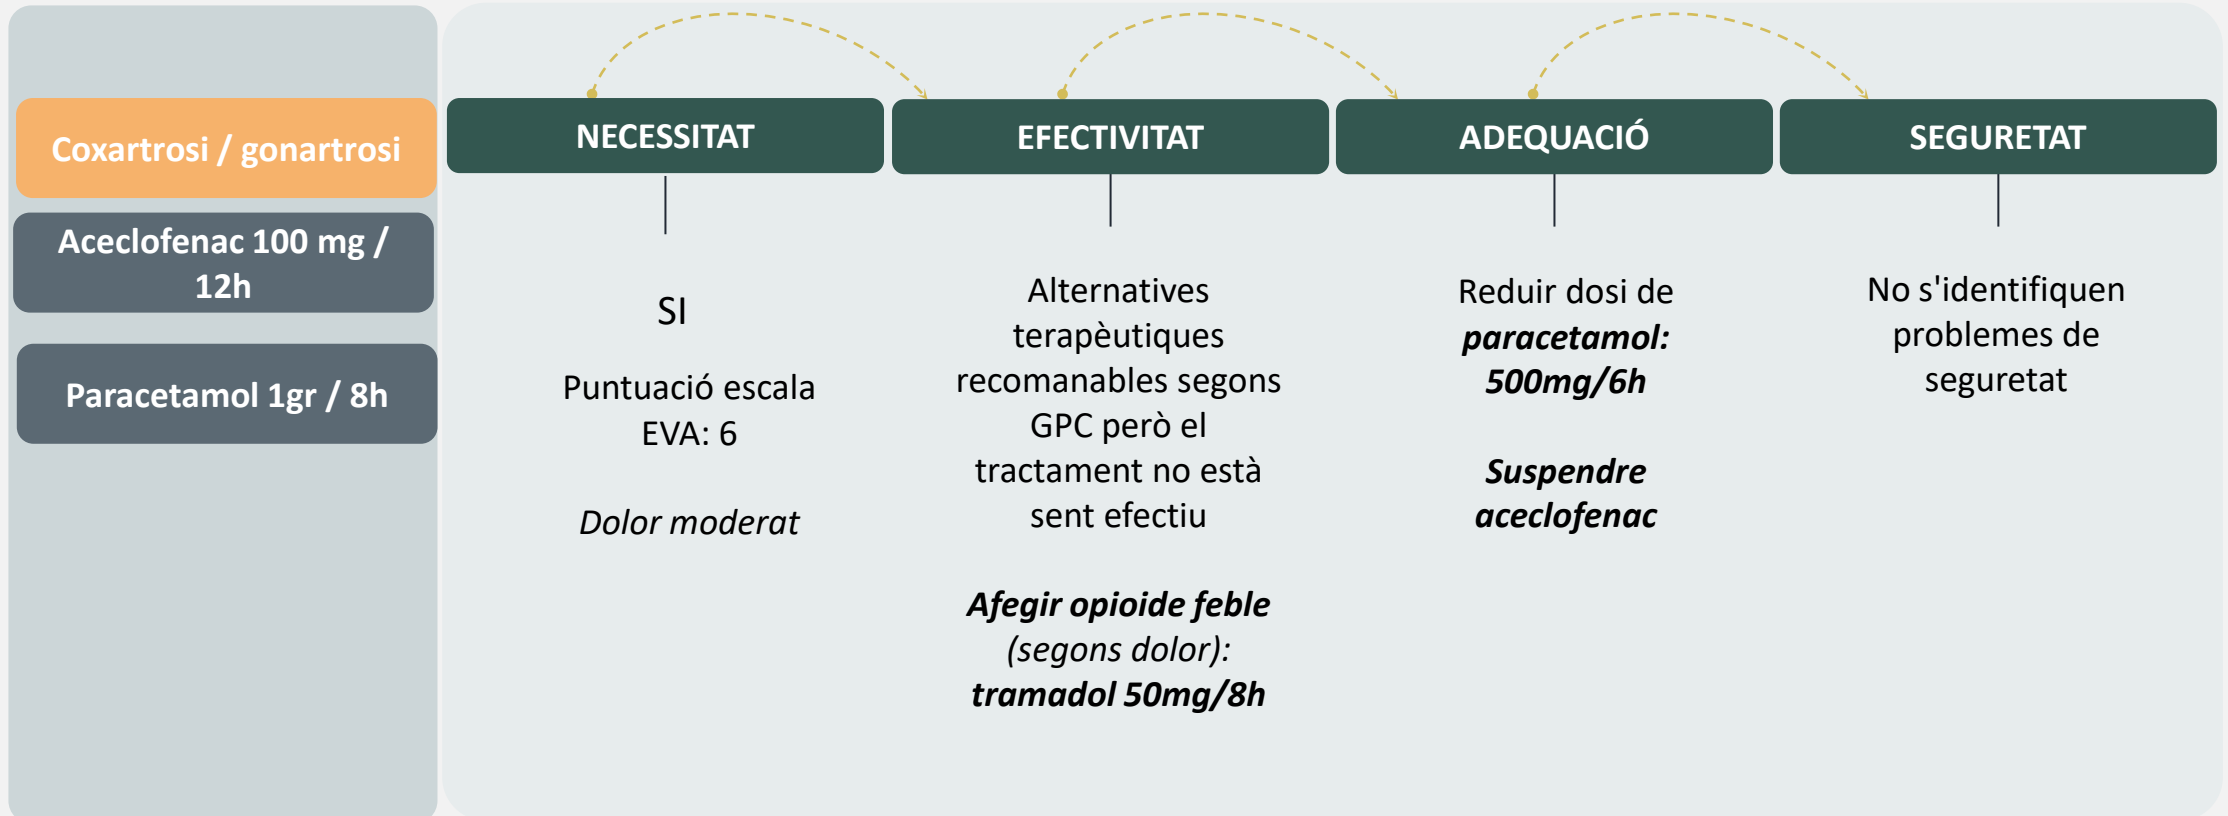 Coxartrosi / gonartrosi
Aceclofenac 100 mg /
12h
Paracetamol 1gr / 8h
NECESSITAT
SI
Puntuació escala
EVA: 6
Dolor moderat
EFECTIVITAT
Alternatives
terapèutiques
recomanables segons
GPC però el
tractament no està
sent efectiu
Afegir opioide feble
(segons dolor):
tramadol 50mg/8h
ADEQUACIÓ
Reduir dosi de
paracetamol:
500mg/6h
Suspendre
aceclofenac
SEGURETAT
No s'identifiquen
problemes de
seguretat